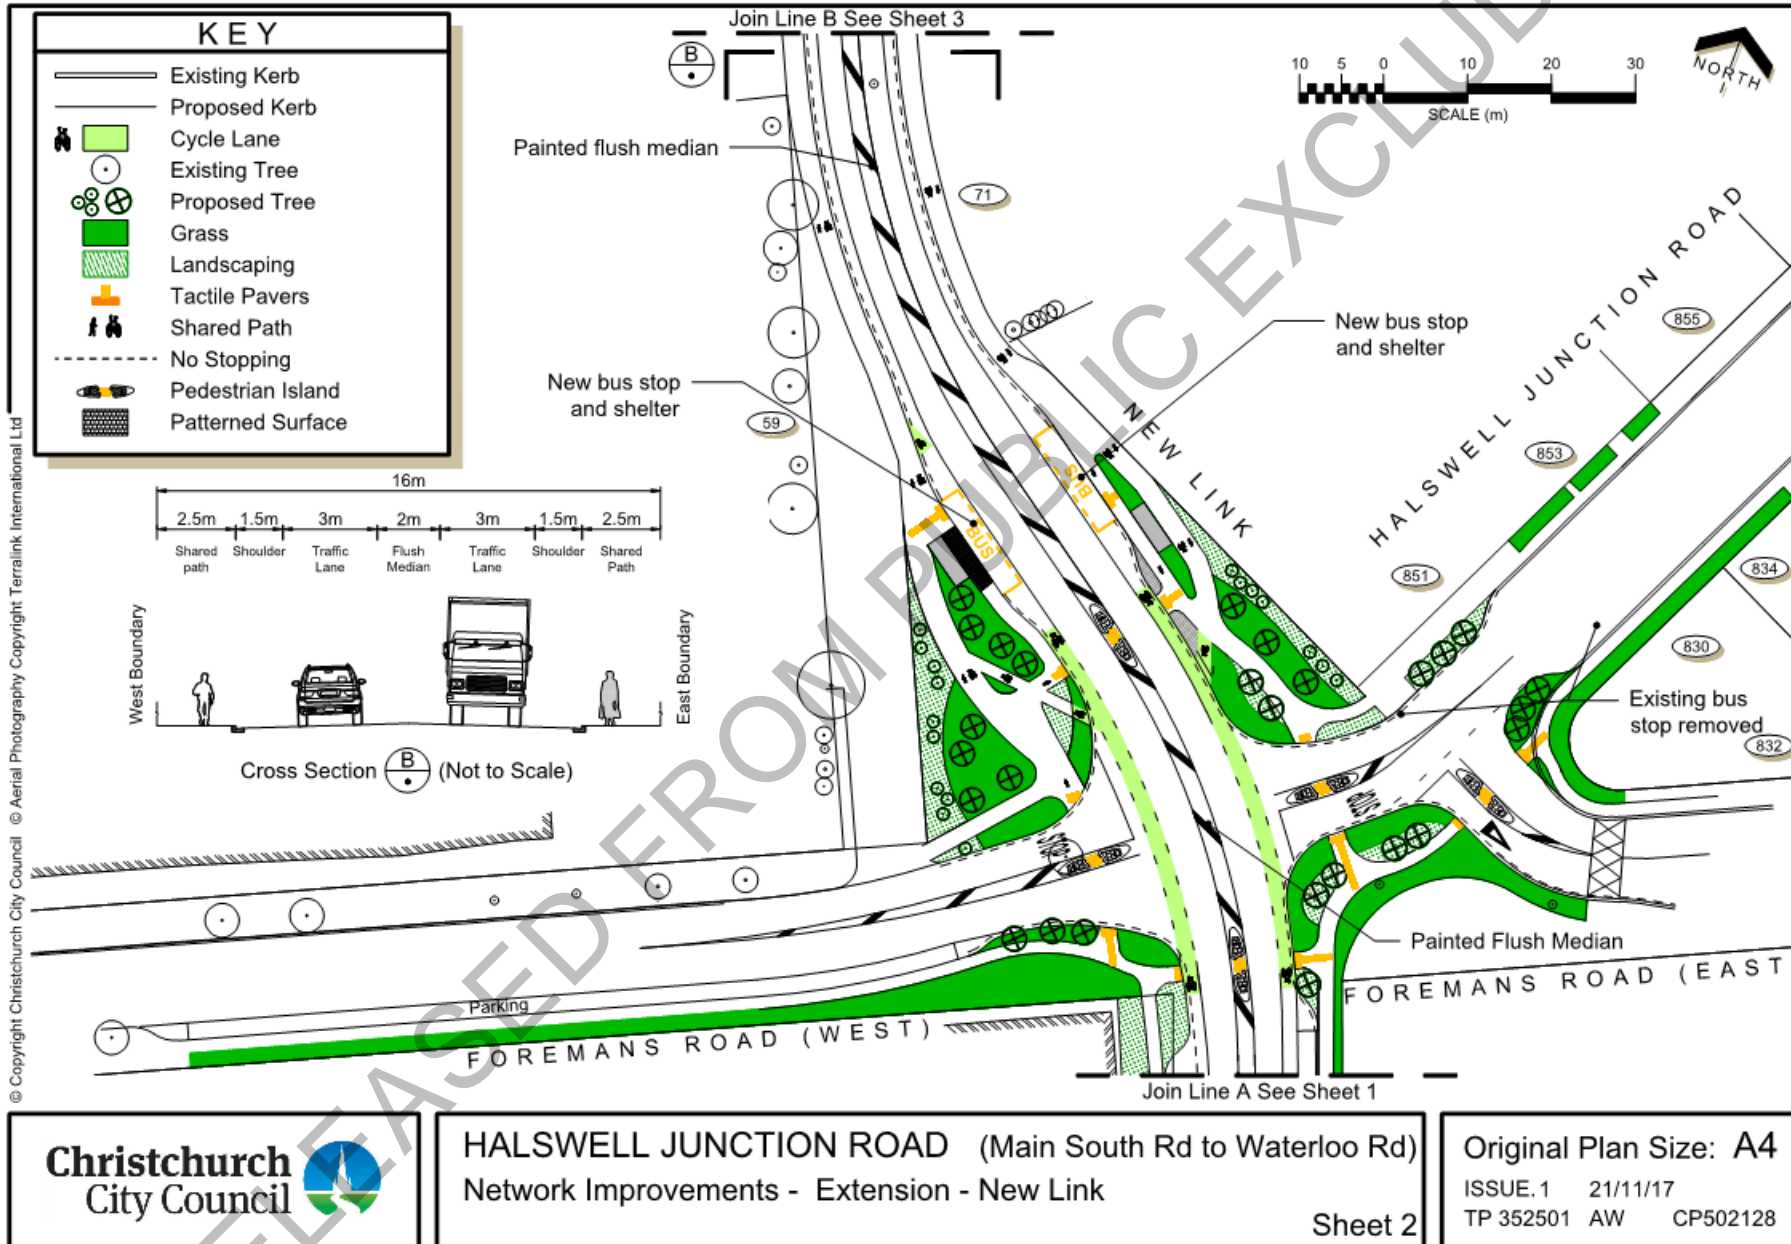 KEY
Existing Kerb
Proposed Kerb
Cycle Lane
Existing Tree
Proposed Tree
Grass
Landscaping
Tactile Pavers
Shared Path
No Stopping
Pedestrian Island
Patterned Surface
Join Line B See Sheet 3
B
Painted flush median
71
10 5 0 10 20 30
SCALE (m)
NORTH
New bus stop
and shelter
59
New bus stop
and shelter
NEW LINK
HALSWELL JUNCTION ROAD
855
853
851
834
830
832
BUS
BUS
Existing bus
stop removed
STOP
STOP
16m
2.5m 1.5m 3m 2m 3m 1.5m 2.5m
Shared path
Shoulder
Traffic Lane
Flush Median
Traffic Lane
Shoulder
Shared Path
West Boundary
East Boundary
Cross Section B (Not to Scale)
Painted Flush Median
FOREMANS ROAD (EAST
Parking
FOREMANS ROAD (WEST)
Join Line A See Sheet 1
© Copyright Christchurch City Council © Aerial Photography Copyright Terralink International Ltd
RELEASED FROM PUBLIC EXCLUD
Christchurch
City Council
HALSWELL JUNCTION ROAD (Main South Rd to Waterloo Rd)
Network Improvements - Extension - New Link
Sheet 2
Original Plan Size: A4
ISSUE.1 21/11/17
TP 352501 AW CP502128